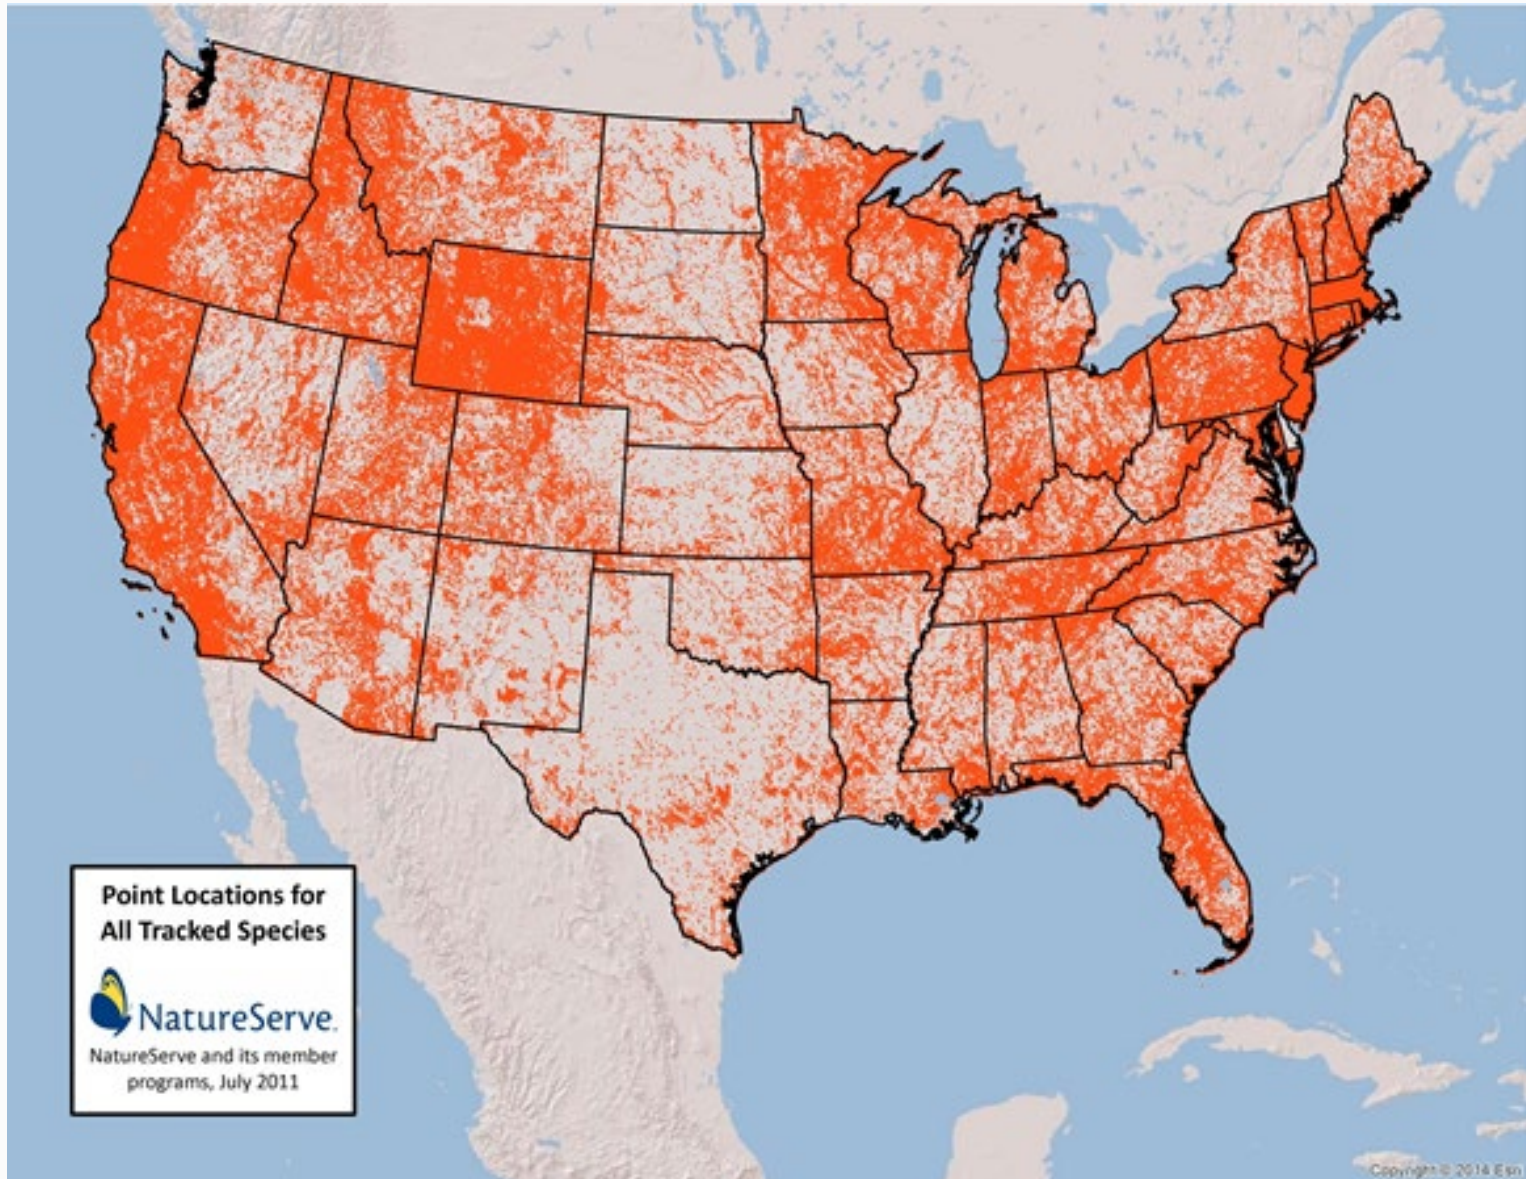 Point Locations for
All Tracked Species
NatureServe.
NatureServe and its member
programs, July 2011
Copyright © 2014 Esri